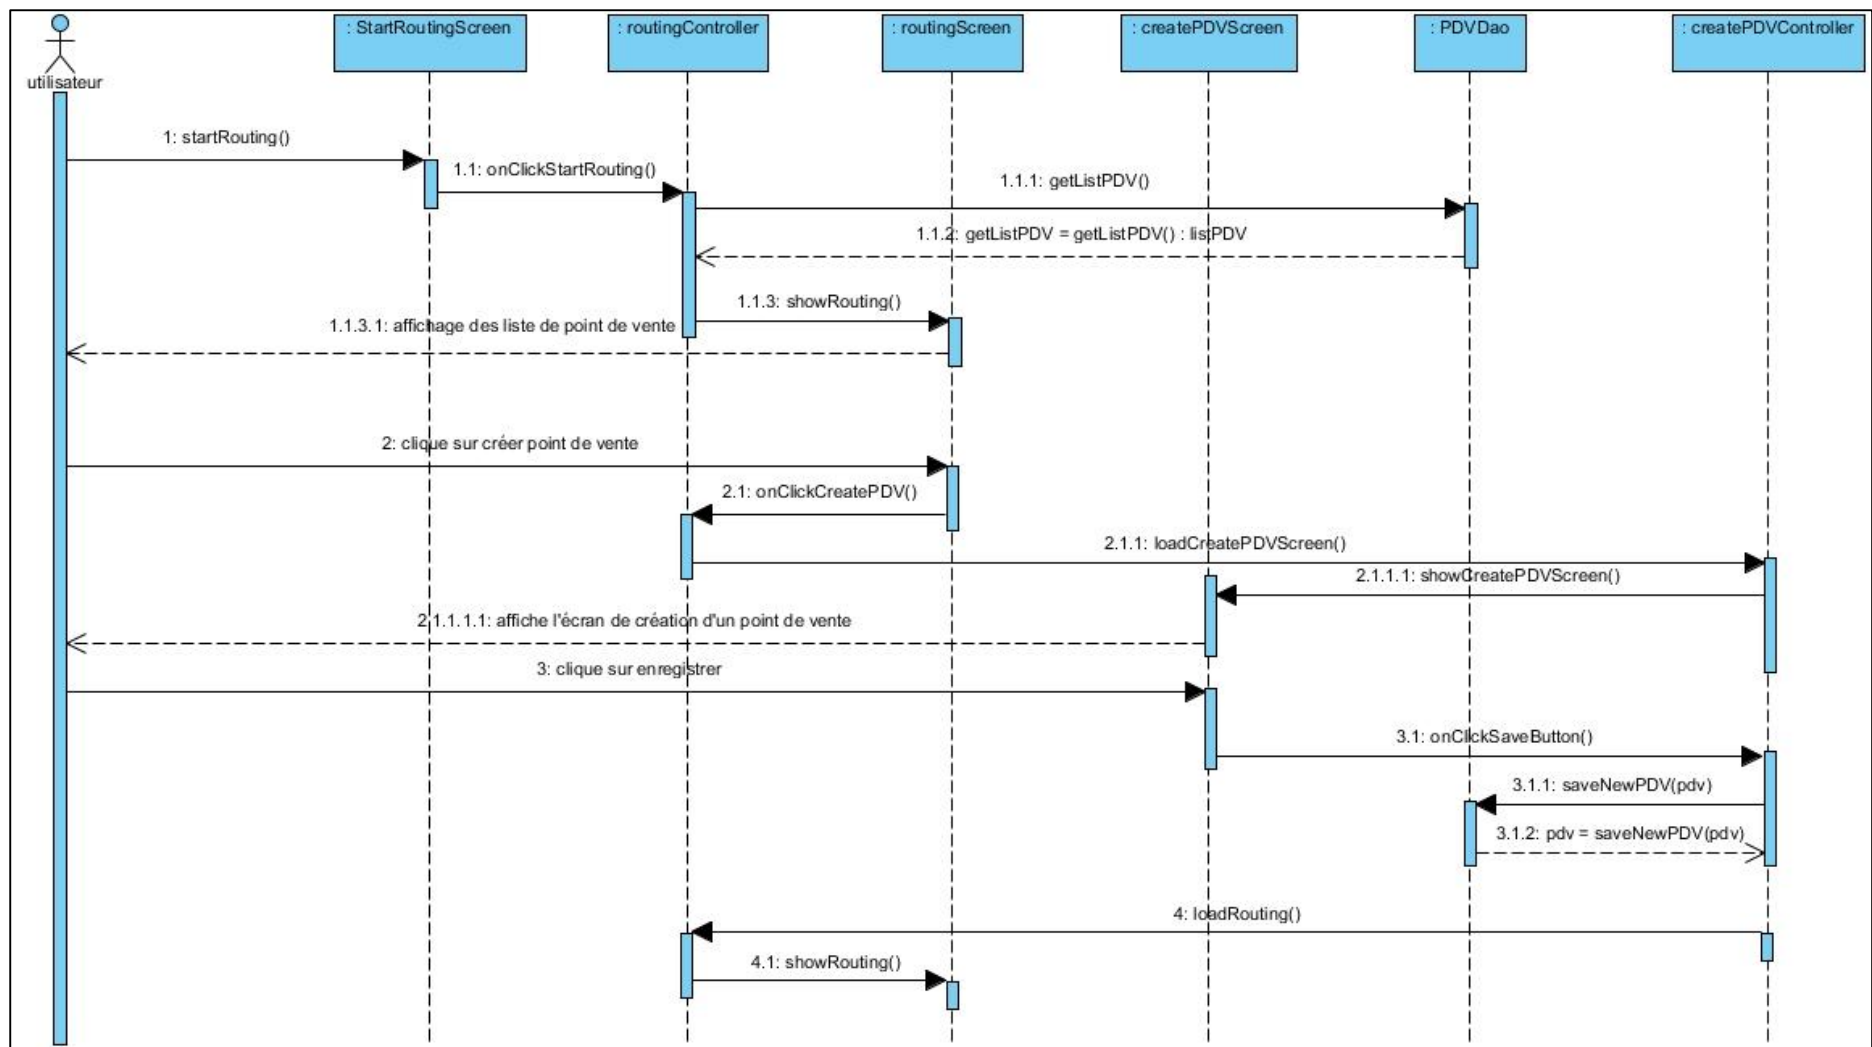 : StartRoutingScreen
: routingController
: routingScreen
: createPDVScreen
: PDVDao
: createPDVController
utilisateur
1: startRouting()
1.1: onClickStartRouting()
1.1.1: getListPDV()
1.1.2: getListPDV = getListPDV() : listPDV
1.1.3: showRouting()
1.1.3.1: affichage des liste de point de vente
2: clique sur créer point de vente
2.1: onClickCreatePDV()
2.1.1: loadCreatePDVScreen()
2.1.1.1: showCreatePDVScreen()
2.1.1.1.1: affiche l'écran de création d'un point de vente
3: clique sur enregistrer
3.1: onClickSaveButton()
3.1.1: saveNewPDV(pdv)
3.1.2: pdv = saveNewPDV(pdv)
4: loadRouting()
4.1: showRouting()